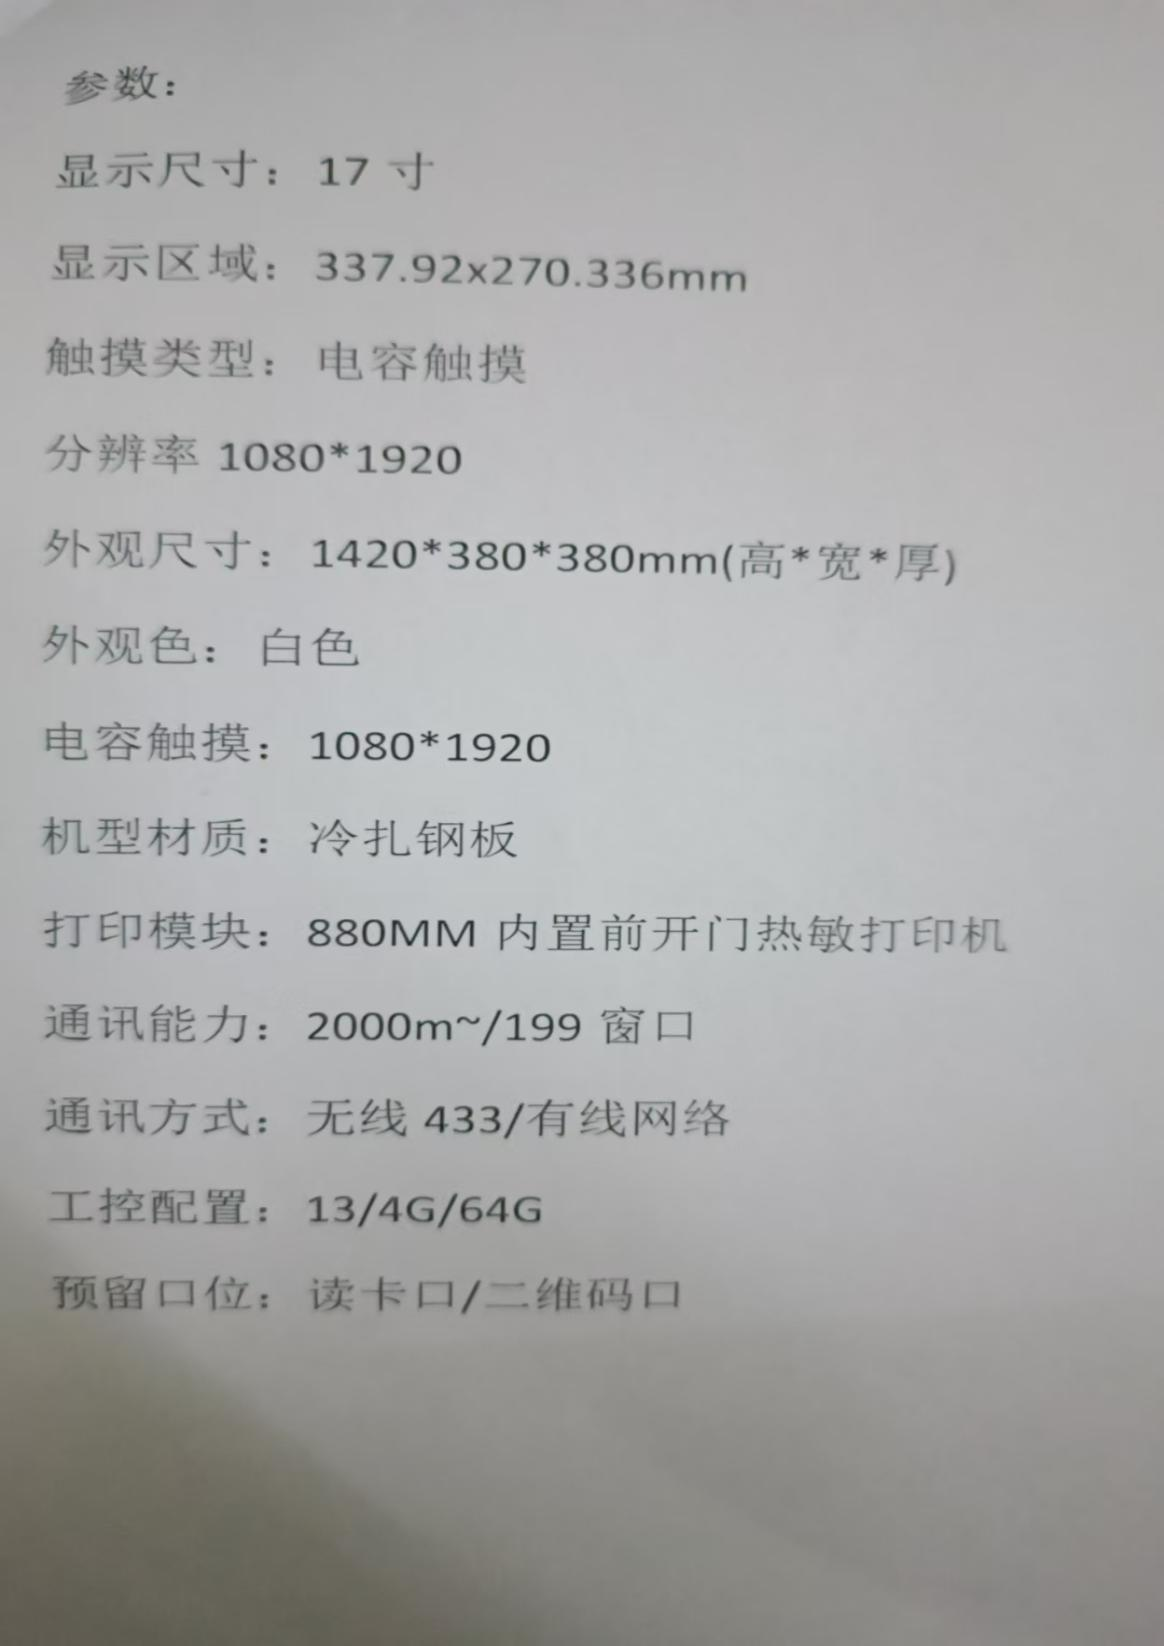 参数：
显示尺寸：17 寸
显示区域：337.92x270.336mm
触摸类型：电容触摸
分辨率 1080*1920
外观尺寸：1420*380*380mm(高*宽*厚)
外观色：白色
电容触摸：1080*1920
机型材质：冷扎钢板
打印模块：880MM 内置前开门热敏打印机
通讯能力：2000m~/199 窗口
通讯方式：无线 433/有线网络
工控配置：13/4G/64G
预留口位：读卡口/二维码口